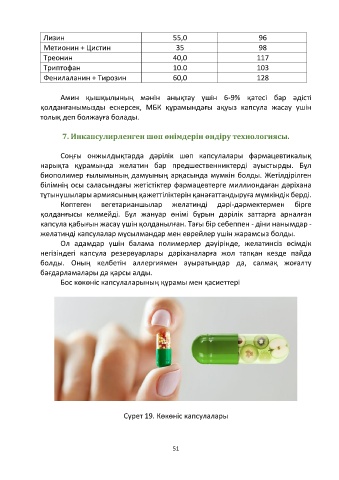 Лизин 55,0 96
Метионин + Цистин 35 98
Треонин 40,0 117
Триптофан 10.0 103
Фенилаланин + Тирозин 60,0 128
Амин қышқылының мәнін анықтау үшін 6-9% қатесі бар әдісті
қолданғанымызды ескерсек, МБК құрамындағы ақуыз капсула жасау үшін
толық деп болжауға болады.
7. Инкапсулирленген шөп өнімдерін өндіру технологиясы.
Соңғы онжылдықтарда дәрілік шөп капсулалары фармацевтикалық
нарықта құрамында желатин бар предшественниктерді ауыстырды. Бұл
биополимер ғылымының дамуының арқасында мүмкін болды. Жетілдірілген
білімнің осы саласындағы жетістіктер фармацевтерге миллиондаған дәріхана
тұтынушылары армиясының қажеттіліктерін қанағаттандыруға мүмкіндік берді.
Көптеген вегетарианшылар желатинді дәрі-дәрмектермен бірге
қолданғысы келмейді. Бұл жануар өнімі бұрын дәрілік заттарға арналған
капсула қабығын жасау үшін қолданылған. Тағы бір себеппен - діни нанымдар -
желатинді капсулалар мұсылмандар мен еврейлер үшін жарамсыз болды.
Ол адамдар үшін балама полимерлер дәуірінде, желатинсіз өсімдік
негізіндегі капсула резервуарлары дәріханаларға жол тапқан кезде пайда
болды. Оның келбетін аллергиямен ауыратындар да, салмақ жоғалту
бағдарламалары да қарсы алды.
Бос көкөніс капсулаларының құрамы мен қасиеттері
Сурет 19. Көкөніс капсулалары
51